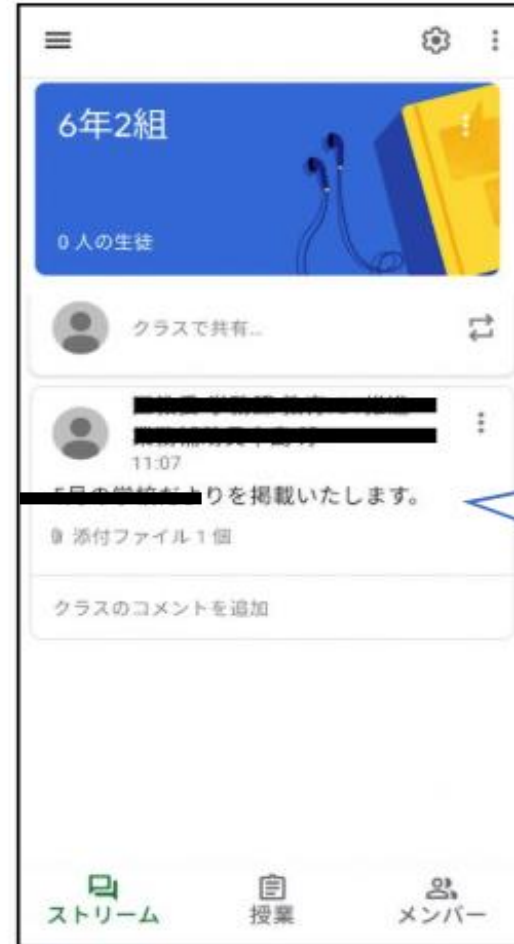 6年2組
0 人の生徒
クラスで共有…
11:07
りを掲載いたします。
添付ファイル 1 個
クラスのコメントを追加
ストリーム
授業
メンバー